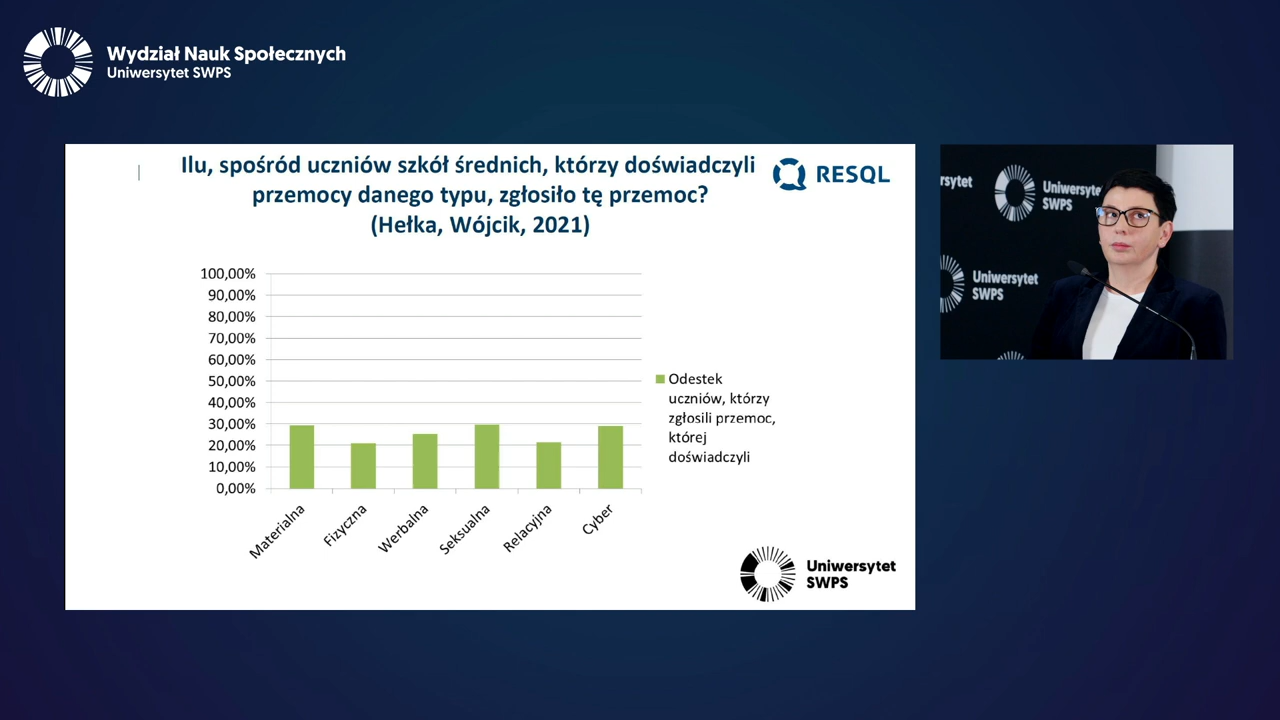 Wydział Nauk Społecznych
Uniwersytet SWPS
Ilu, spośród uczniów szkół średnich, którzy doświadczyli
przemocy danego typu, zgłosiło tę przemoc?
(Hełka, Wójcik, 2021)
RESQL
100,00%
90,00%
80,00%
70,00%
60,00%
50,00%
40,00%
30,00%
20,00%
10,00%
0,00%
Materialna
Fizyczna
Werbalna
Seksualna
Relacyjna
Cyber
Odestek
uczniów, którzy
zgłosili przemoc,
której
doświadczyli
Uniwersytet
SWPS
rsytet
Uniwersytet
SWPS
Uniwersytet
SWPS